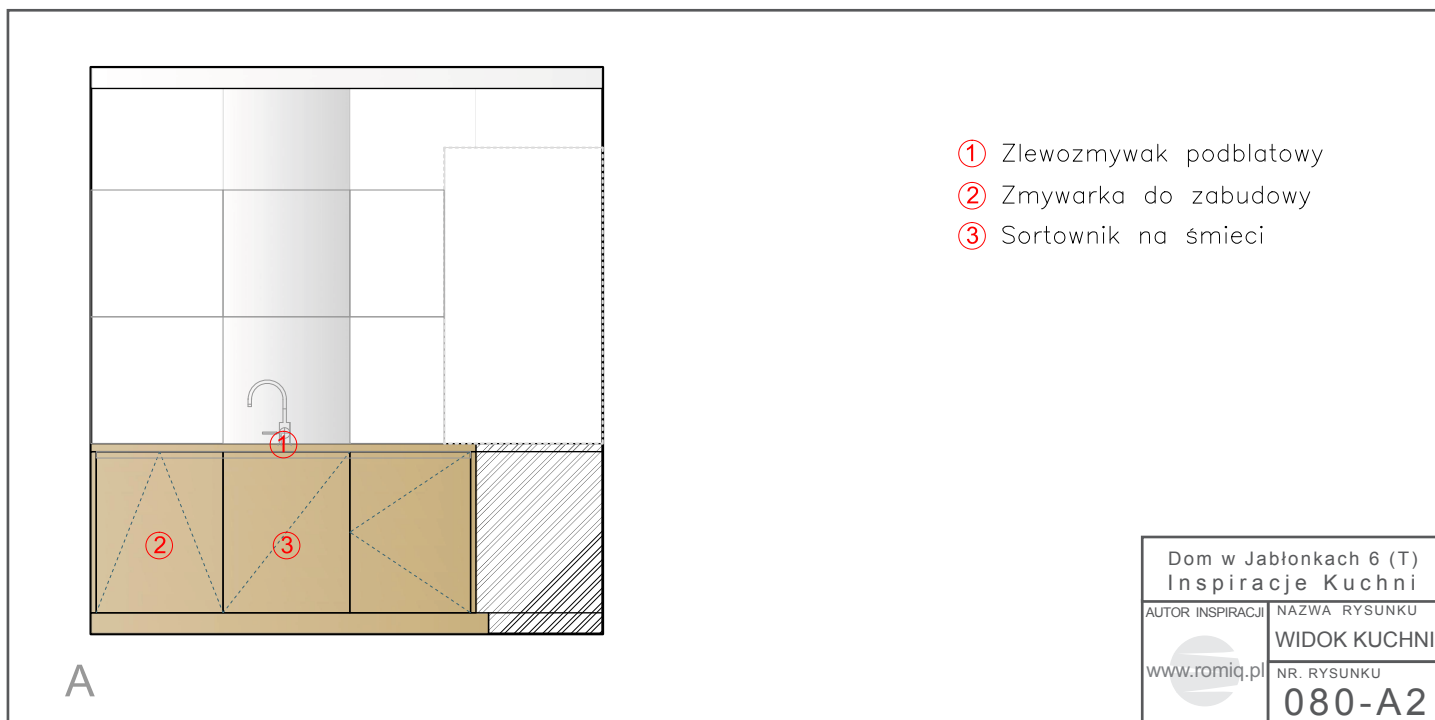 ① Zlewozmywak podblatowy
② Zmywarka do zabudowy
③ Sortownik na śmieci
1
2
3
A
Dom w Jabłonkach 6 (T)
Inspiracje Kuchni
AUTOR INSPIRACJI
www.romiq.pl
NAZWA RYSUNKU
WIDOK KUCHNI
NR. RYSUNKU
080-A2